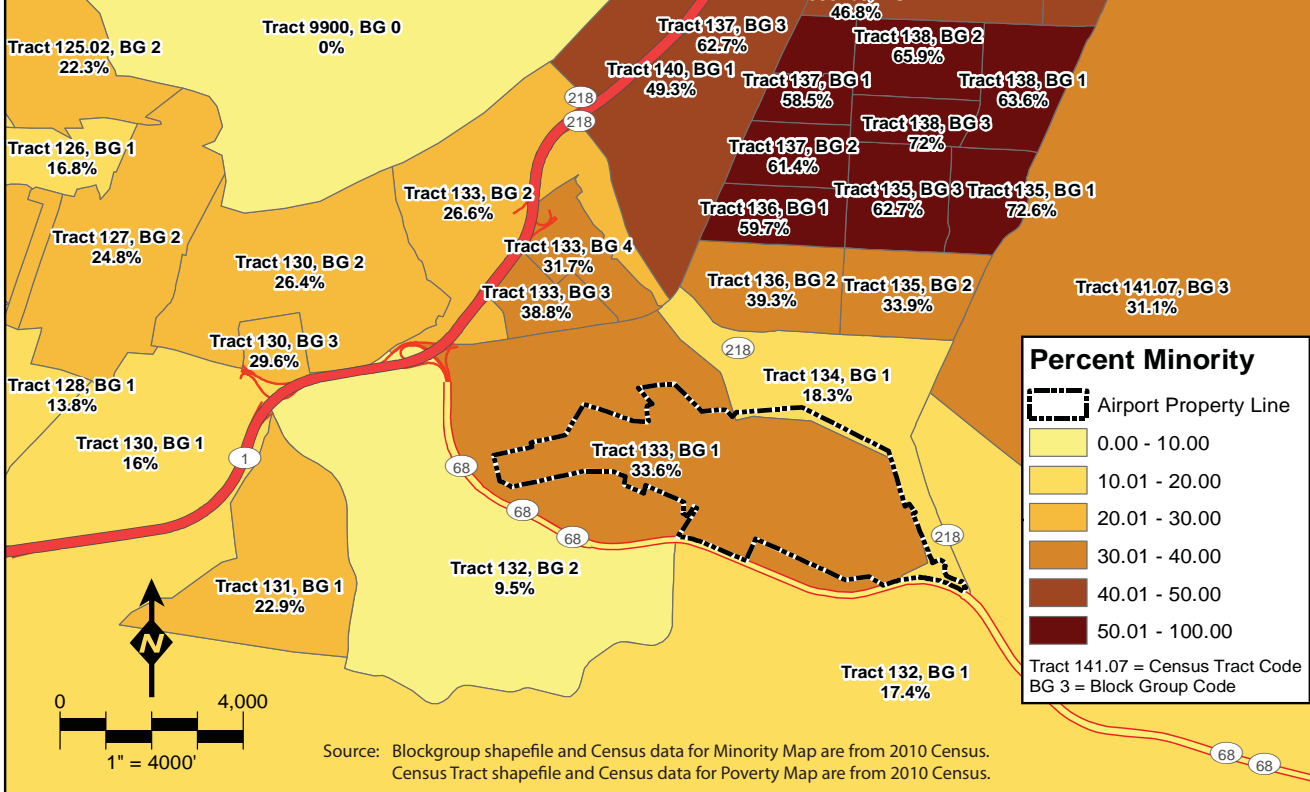 46.8%
Tract 9900, BG 0
0%
Tract 125.02, BG 2
22.3%
Tract 137, BG 3
62.7%
Tract 138, BG 2
65.9%
Tract 140, BG 1
49.3%
Tract 137, BG 1
58.5%
Tract 138, BG 1
63.6%
218
218
Tract 138, BG 3
72%
Tract 126, BG 1
16.8%
Tract 137, BG 2
61.4%
Tract 133, BG 2
26.6%
Tract 135, BG 3
62.7%
Tract 135, BG 1
72.6%
Tract 136, BG 1
59.7%
Tract 127, BG 2
24.8%
Tract 130, BG 2
26.4%
Tract 133, BG 4
31.7%
Tract 136, BG 2
39.3%
Tract 135, BG 2
33.9%
Tract 141.07, BG 3
31.1%
Tract 133, BG 3
38.8%
Tract 130, BG 3
29.6%
218
Tract 134, BG 1
18.3%
Tract 128, BG 1
13.8%
Tract 130, BG 1
16%
1
68
Tract 133, BG 1
33.6%
68
68
218
Tract 131, BG 1
22.9%
Tract 132, BG 2
9.5%
Tract 132, BG 1
17.4%
68
68
Percent Minority
Airport Property Line
0.00 - 10.00
10.01 - 20.00
20.01 - 30.00
30.01 - 40.00
40.01 - 50.00
50.01 - 100.00
Tract 141.07 = Census Tract Code
BG 3 = Block Group Code
N
0 4,000
1" = 4000'
Source: Blockgroup shapefile and Census data for Minority Map are from 2010 Census.
Census Tract shapefile and Census data for Poverty Map are from 2010 Census.